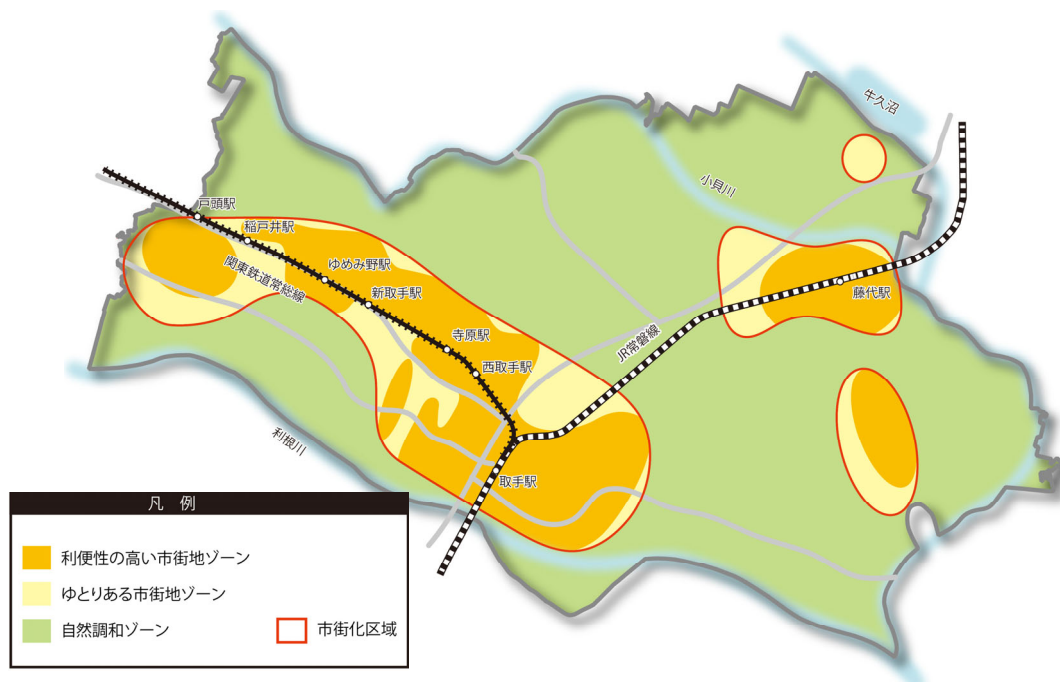 牛久沼
小貝川
戸頭駅
稲戸井駅
ゆめみ野駅
関東鉄道常総線
新取手駅
藤代駅
寺原駅
JR常磐線
西取手駅
利根川
取手駅
凡 例
利便性の高い市街地ゾーン
ゆとりある市街地ゾーン
自然調和ゾーン
市街化区域